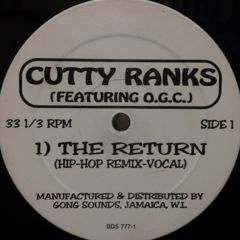 CUTTY RANKS
(FEATURING O.G.C.)
33 1/3 RPM SIDE 1
1) THE RETURN
(HIP-HOP REMIX-VOCAL)
MANUFACTURED & DISTRIBUTED BY
GONG SOUNDS, JAMAICA, W.I.
BDS 777-1